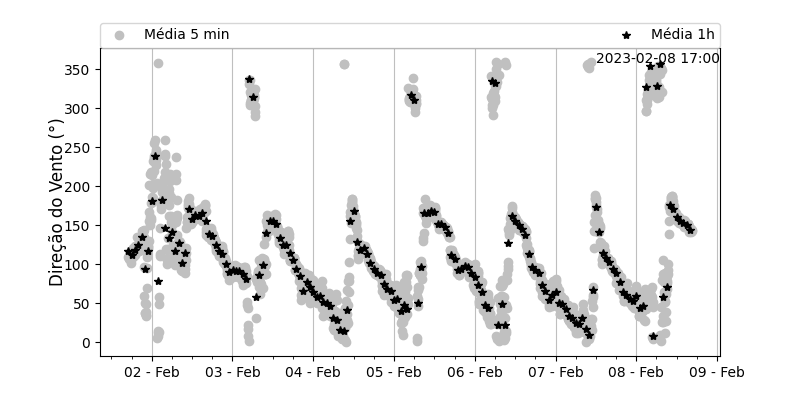 Média 5 min
Média 1h
2023-02-08 17:00
Direção do Vento (°)
350
300
250
200
150
100
50
0
02 - Feb
03 - Feb
04 - Feb
05 - Feb
06 - Feb
07 - Feb
08 - Feb
09 - Feb